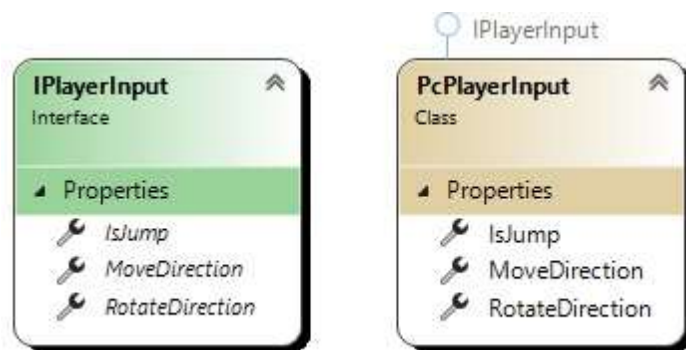 IPlayerInput
IPlayerInput
Interface
Properties
IsJump
MoveDirection
RotateDirection
PcPlayerInput
Class
Properties
IsJump
MoveDirection
RotateDirection